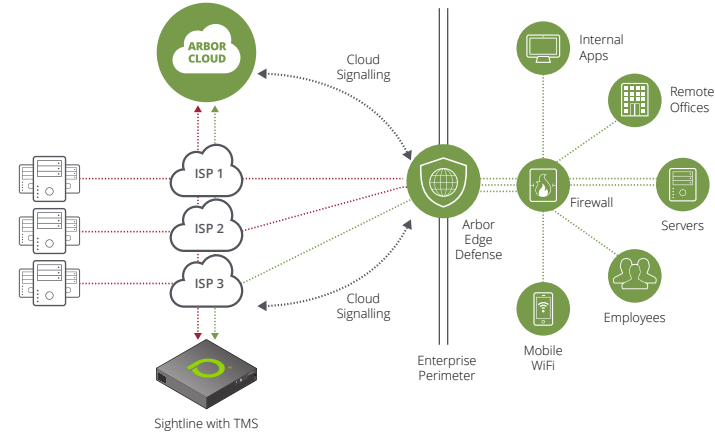 ARBOR
CLOUD
Cloud
Signalling
Internal
Apps
Remote
Offices
ISP 1
ISP 2
ISP 3
Firewall
Servers
Arbor
Edge
Defense
Cloud
Signalling
Employees
Mobile
WiFi
Enterprise
Perimeter
Sightline with TMS